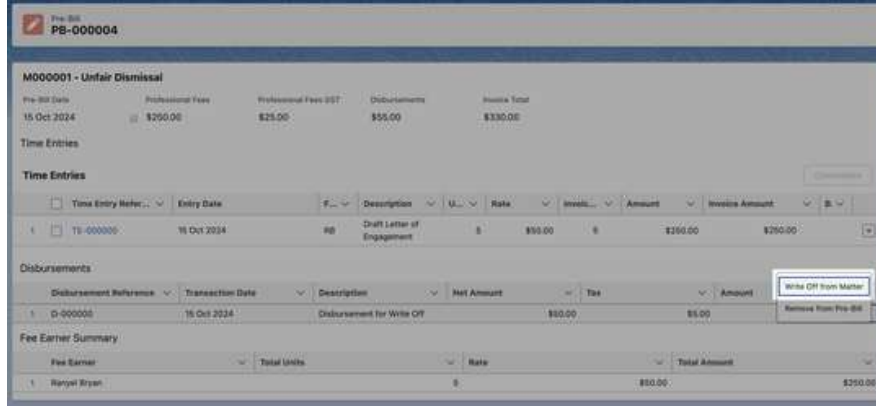 Pre-Bill
PB-000004
M000001 - Unfair Dismissal
Pre-Bill Date Professional Fees Professional Fees GST Disbursements Invoice Total
15 Oct 2024 $250.00 $25.00 $55.00 $330.00
Time Entries
Time Entries
Time Entry Refer... Entry Date F... Description U... Rate Invoic... Amount Invoice Amount B.
1 TE-000000 15 Oct 2024 RB Draft Letter of Engagement 5 $50.00 5 $250.00 $250.00
Disbursements
Disbursement Reference Transaction Date Description Net Amount Tax Amount
Write Off from Matter
1 D-000000 15 Oct 2024 Disbursement for Write Off $50.00 $5.00
Remove from Pre-Bill
Fee Earner Summary
Fee Earner Total Units Rate Total Amount
1 Ranyel Bryan 5 $50.00 $250.00